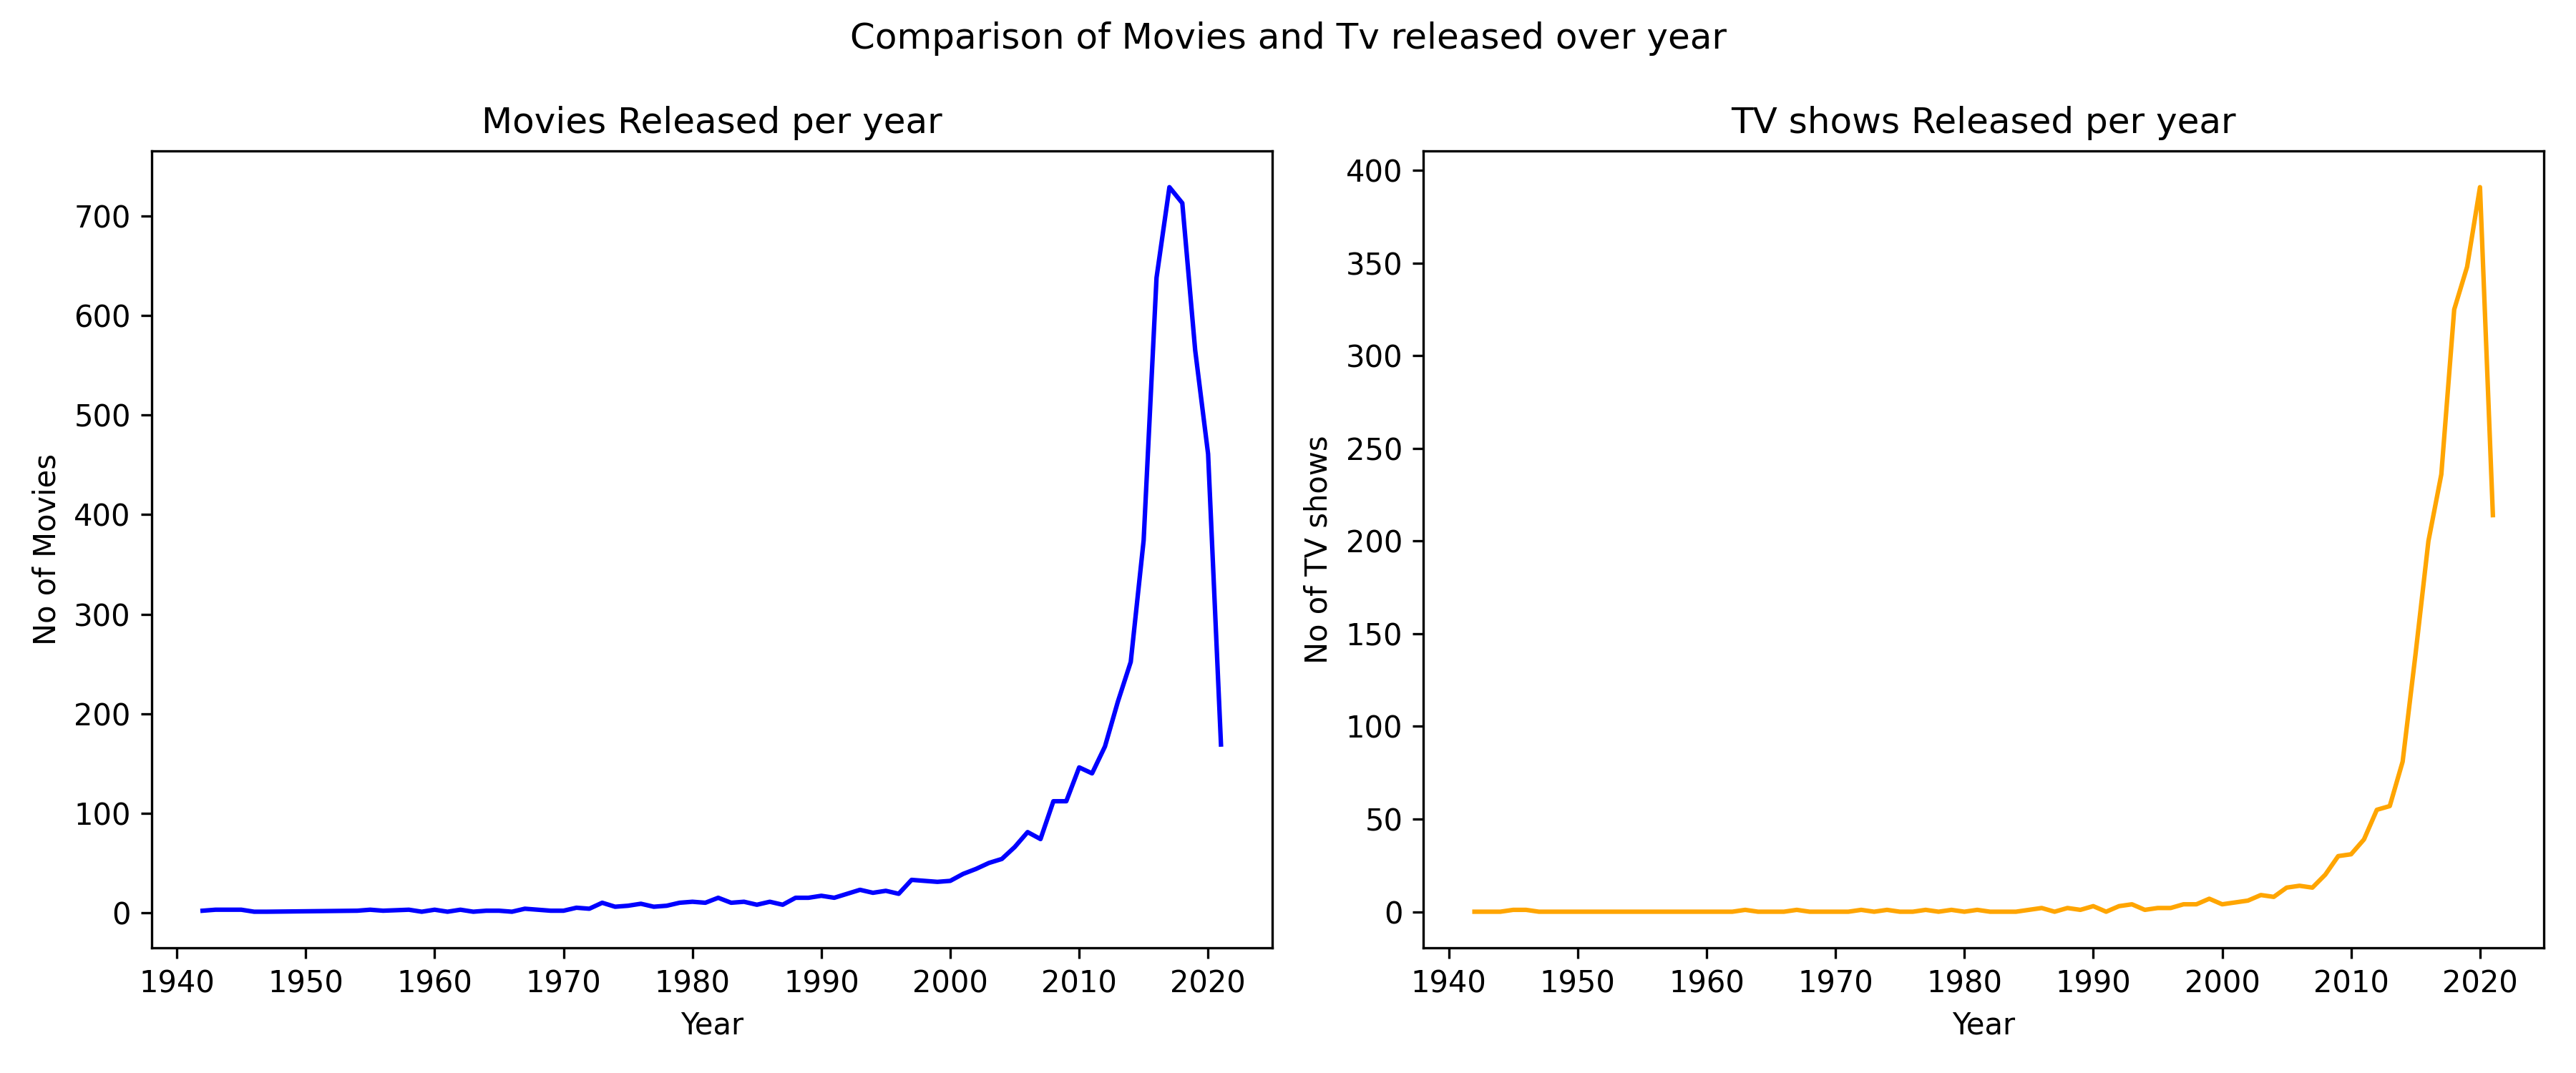 Comparison of Movies and Tv released over year
Movies Released per year
No of Movies
700
600
500
400
300
200
100
0
1940 1950 1960 1970 1980 1990 2000 2010 2020
Year
TV shows Released per year
No of TV shows
400
350
300
250
200
150
100
50
0
1940 1950 1960 1970 1980 1990 2000 2010 2020
Year